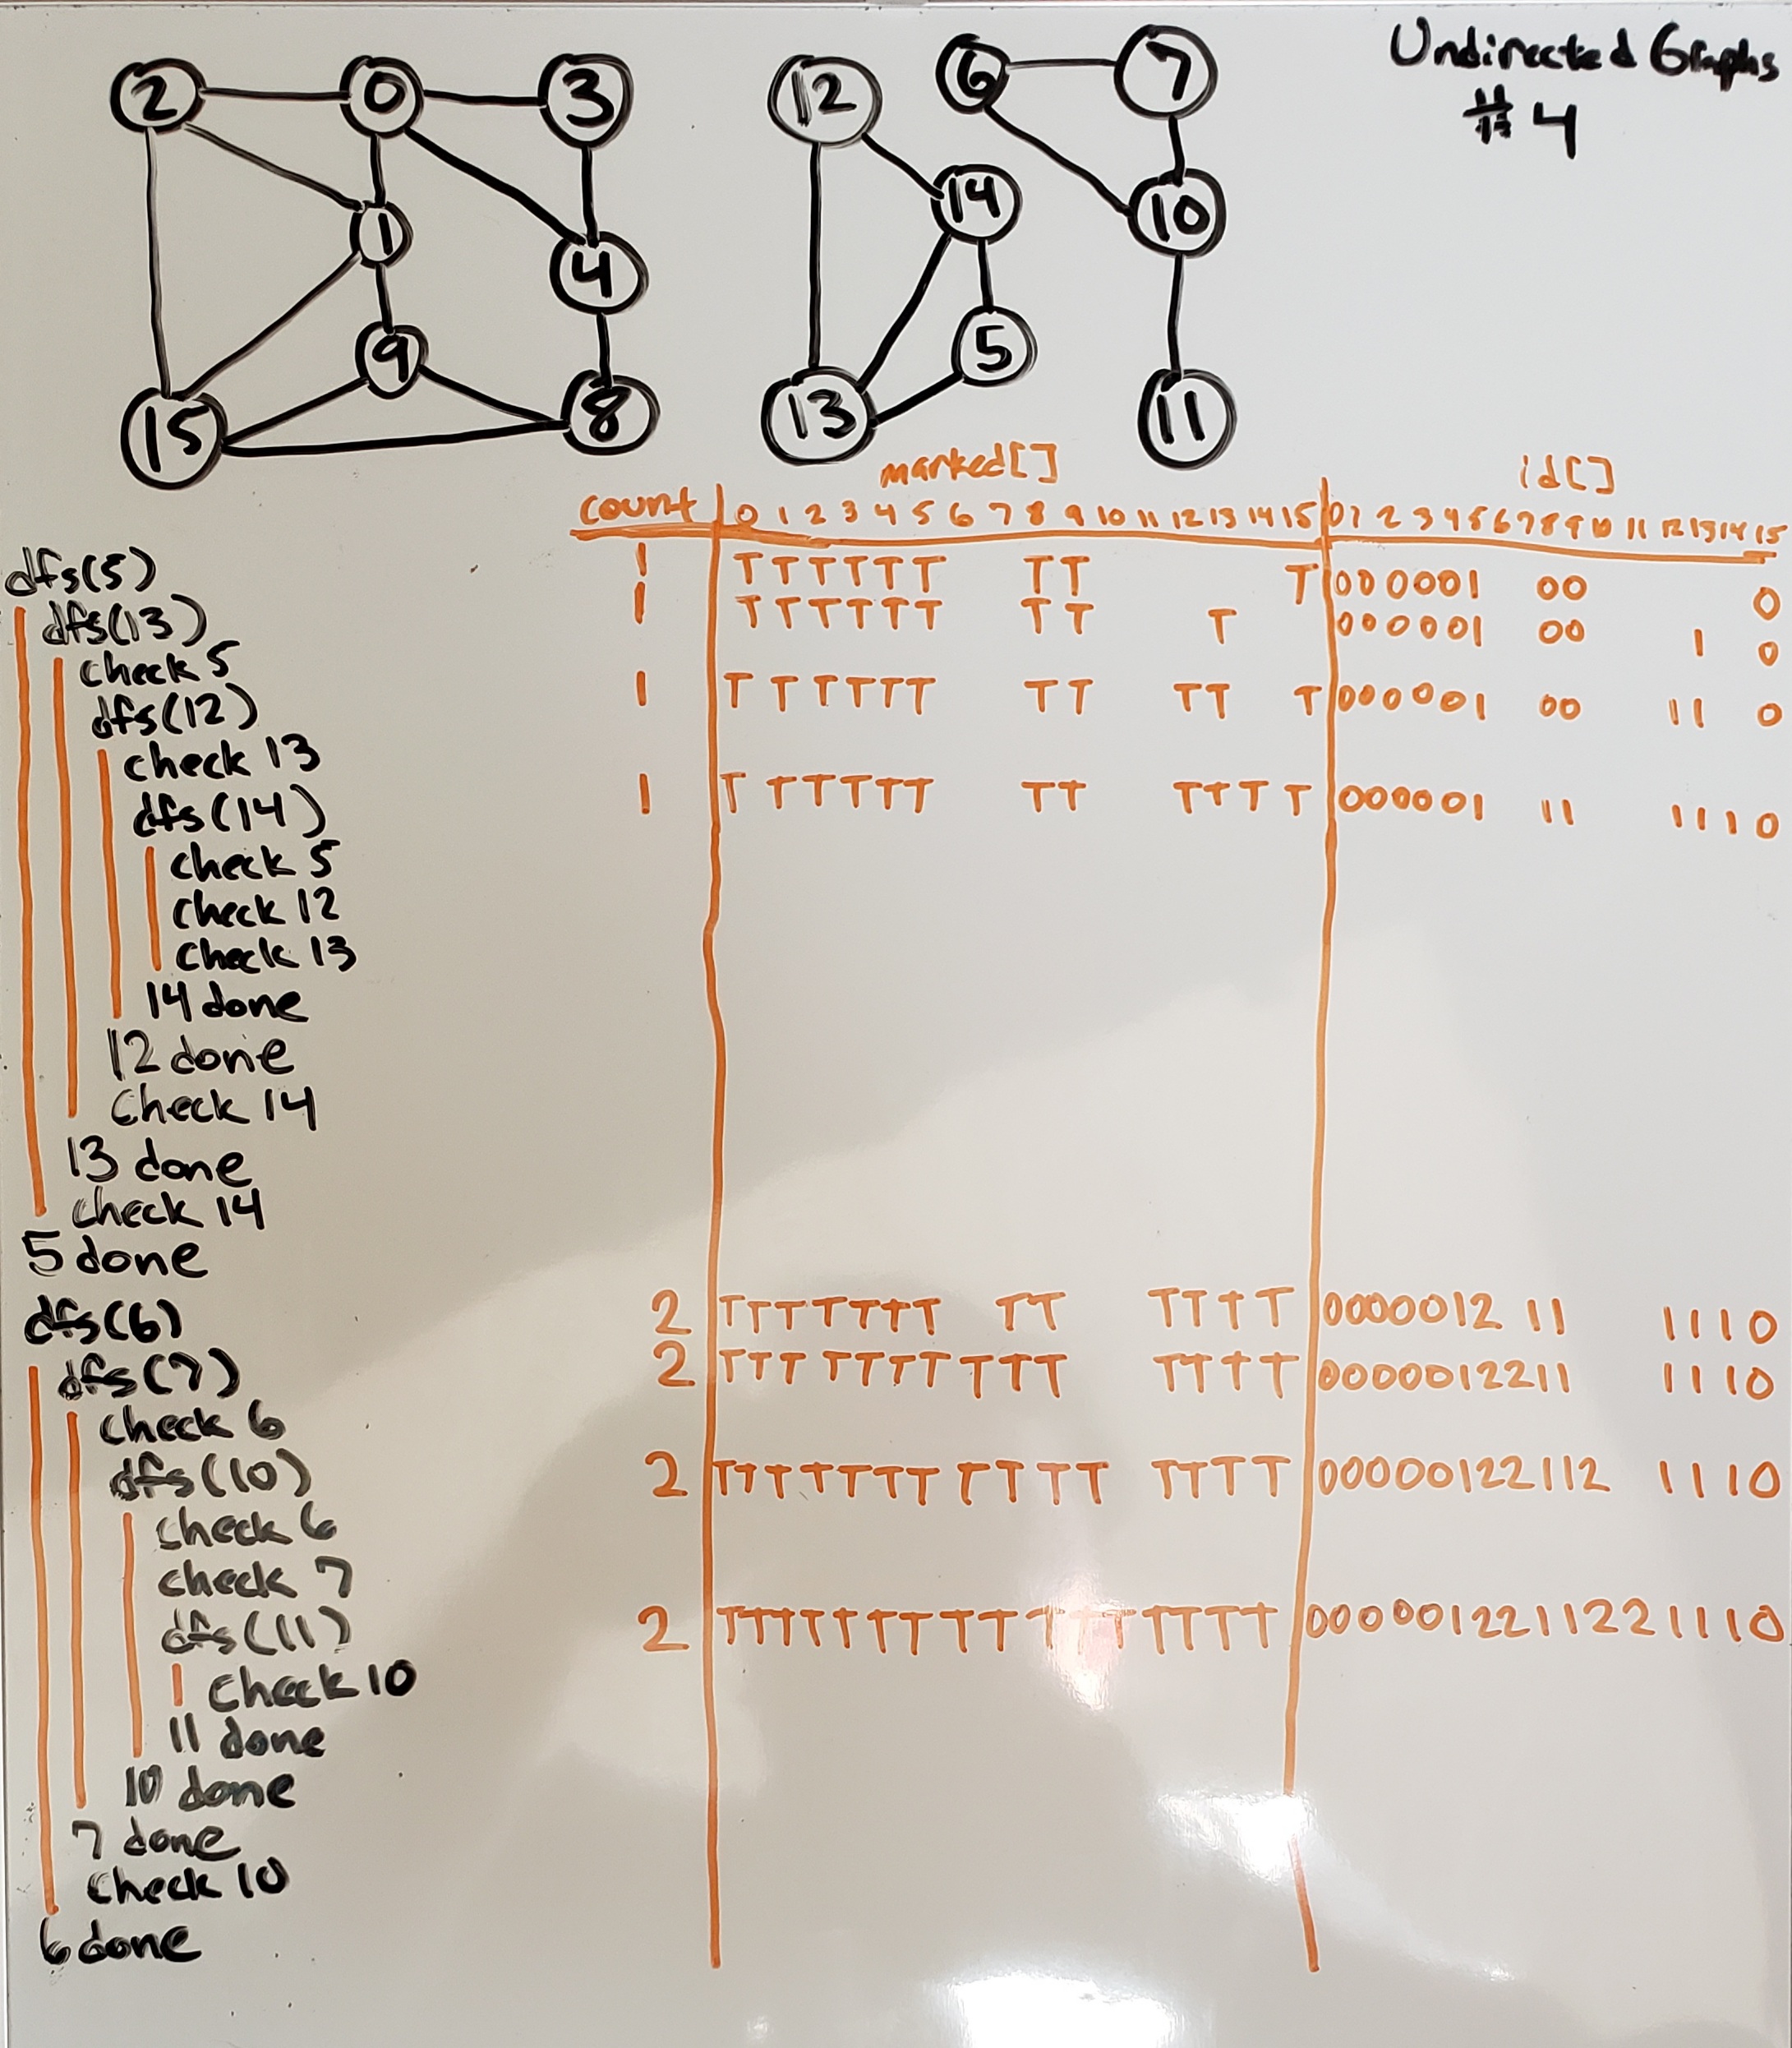 Undirected Graphs
#4
2 0 3
12 6 7
14
1 10
4
9 5
15 8 13 11
marked[] id[]
count 0 1 2 3 4 5 6 7 8 9 10 11 12 13 14 15 0 1 2 3 4 5 6 7 8 9 10 11 12 13 14 15
dfs(5) 1 T T T T T T T T T 0 0 0 0 0 1 0 0 0
dfs(13) 1 T T T T T T T T T 0 0 0 0 0 1 0 0 1 0
check 5
dfs(12) 1 T T T T T T T T T T T 0 0 0 0 0 1 0 0 1 1 0
check 13
dfs(14) 1 T T T T T T T T T T T T 0 0 0 0 0 1 1 1 1 1 1 0
check 5
check 12
check 13
14 done
12 done
check 14
13 done
check 14
5 done
dfs(6) 2 T T T T T T T T T T T T T 0 0 0 0 0 1 2 1 1 1 1 1 0
dfs(7) 2 T T T T T T T T T T T T T T 0 0 0 0 0 1 2 2 1 1 1 1 1 0
check 6
dfs(10) 2 T T T T T T T T T T T T T T T 0 0 0 0 0 1 2 2 1 1 2 1 1 1 0
check 6
check 7
dfs(11) 2 T T T T T T T T T T T T T T T T 0 0 0 0 0 1 2 2 1 1 2 2 1 1 1 0
check 10
11 done
10 done
7 done
check 10
6 done